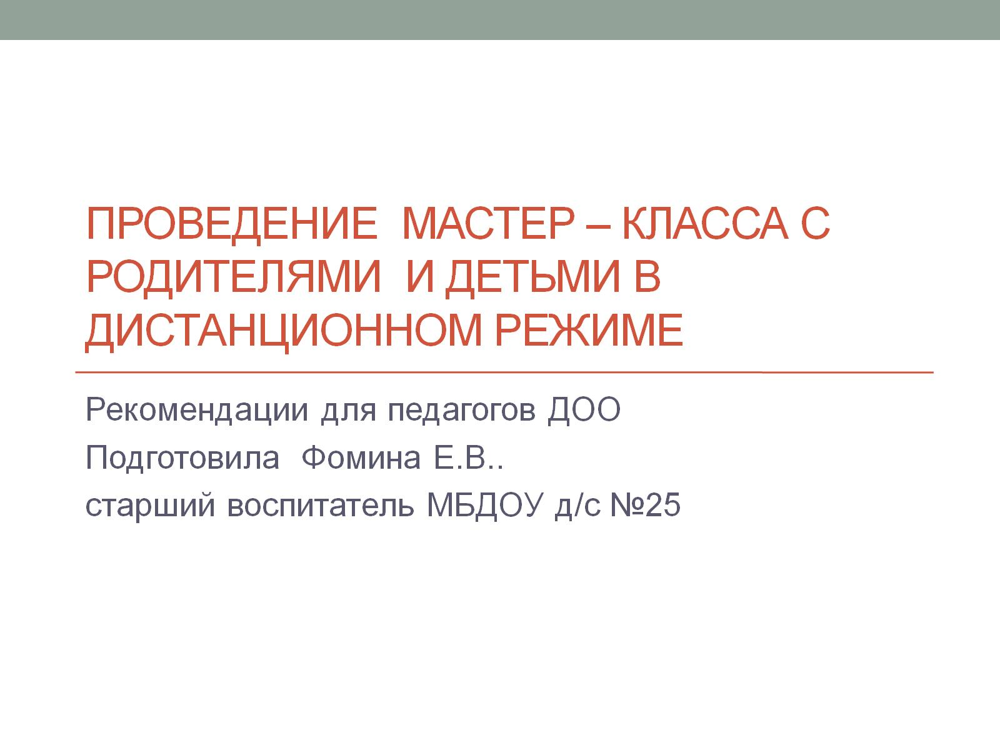 ПРОВЕДЕНИЕ  МАСТЕР – КЛАССА С
РОДИТЕЛЯМИ  И ДЕТЬМИ В
ДИСТАНЦИОННОМ РЕЖИМЕ
Рекомендации для педагогов ДОО
Подготовила  Фомина Е.В..
старший воспитатель МБДОУ д/с №25